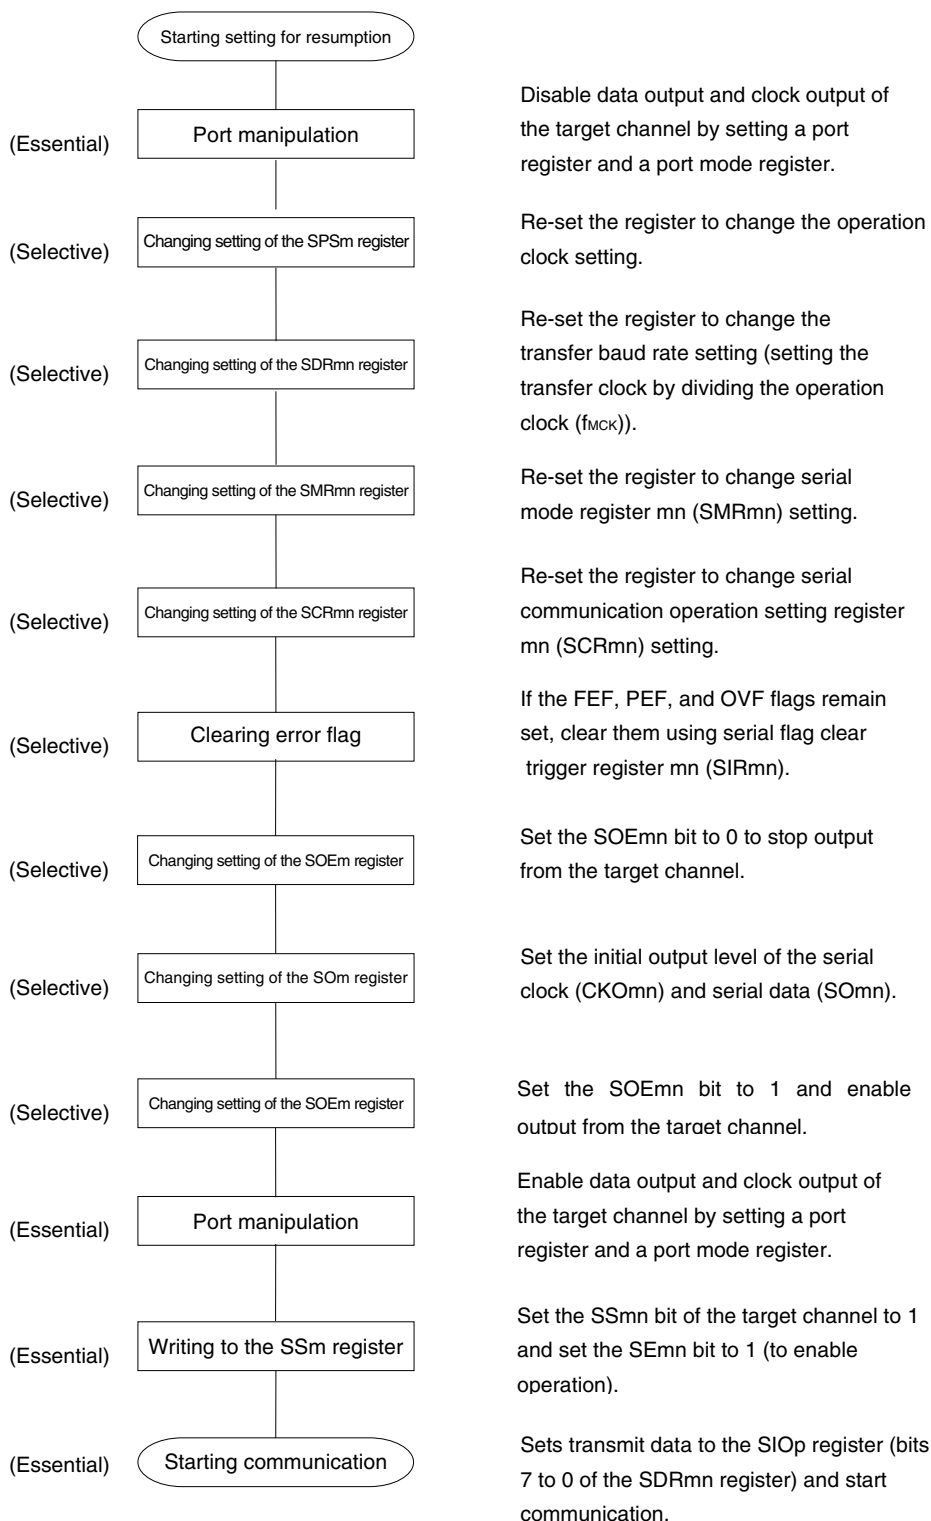 Starting setting for resumption
(Essential)
Port manipulation
Disable data output and clock output of
the target channel by setting a port
register and a port mode register.
(Selective)
Changing setting of the SPSm register
Re-set the register to change the operation
clock setting.
(Selective)
Changing setting of the SDRmn register
Re-set the register to change the
transfer baud rate setting (setting the
transfer clock by dividing the operation
clock (fMCK)).
(Selective)
Changing setting of the SMRmn register
Re-set the register to change serial
mode register mn (SMRmn) setting.
(Selective)
Changing setting of the SCRmn register
Re-set the register to change serial
communication operation setting register
mn (SCRmn) setting.
(Selective)
Clearing error flag
If the FEF, PEF, and OVF flags remain
set, clear them using serial flag clear
trigger register mn (SIRmn).
(Selective)
Changing setting of the SOEm register
Set the SOEmn bit to 0 to stop output
from the target channel.
(Selective)
Changing setting of the SOm register
Set the initial output level of the serial
clock (CKOmn) and serial data (SOmn).
(Selective)
Changing setting of the SOEm register
Set the SOEmn bit to 1 and enable
output from the target channel.
(Essential)
Port manipulation
Enable data output and clock output of
the target channel by setting a port
register and a port mode register.
(Essential)
Writing to the SSm register
Set the SSmn bit of the target channel to 1
and set the SEmn bit to 1 (to enable
operation).
(Essential)
Starting communication
Sets transmit data to the SIOp register (bits
7 to 0 of the SDRmn register) and start
communication.